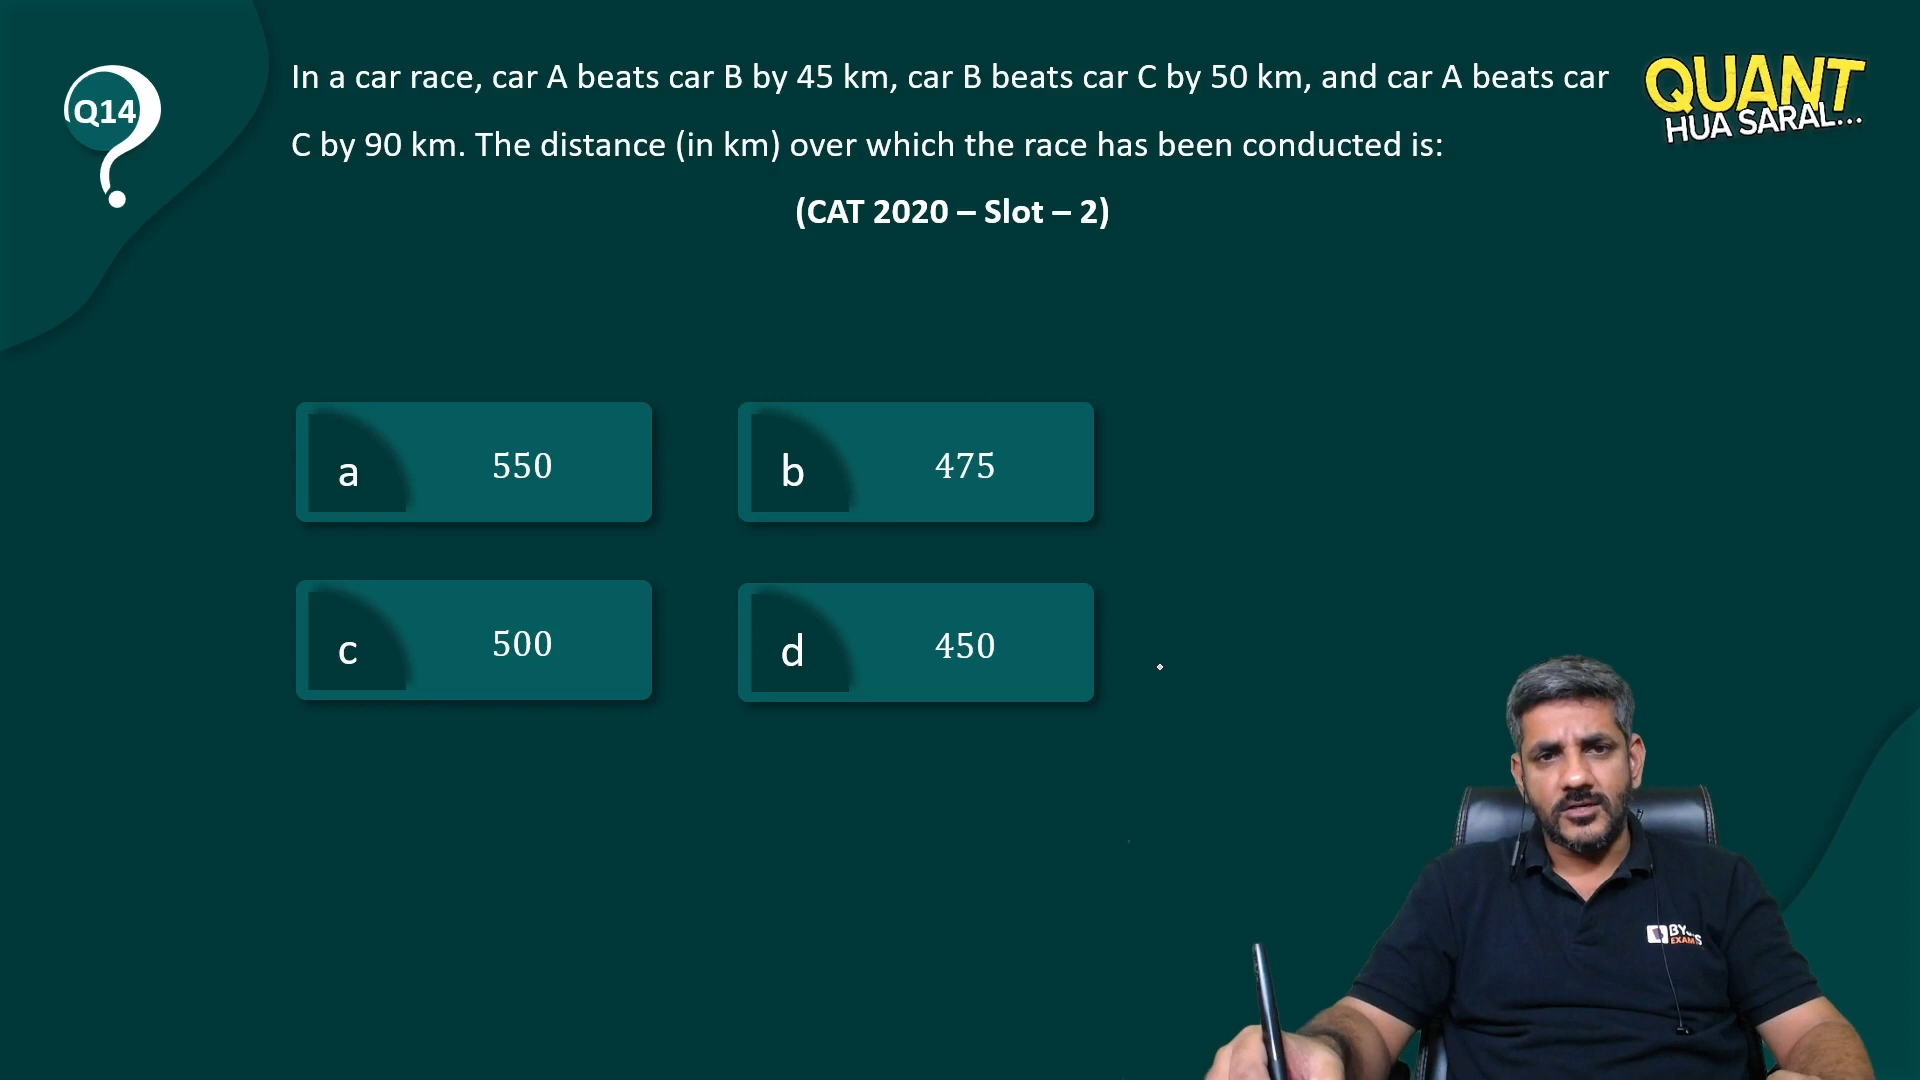 Q14
In a car race, car A beats car B by 45 km, car B beats car C by 50 km, and car A beats car
C by 90 km. The distance (in km) over which the race has been conducted is:
(CAT 2020 – Slot – 2)
QUANT
HUA SARAL...
a 550
b 475
c 500
d 450
EXAM